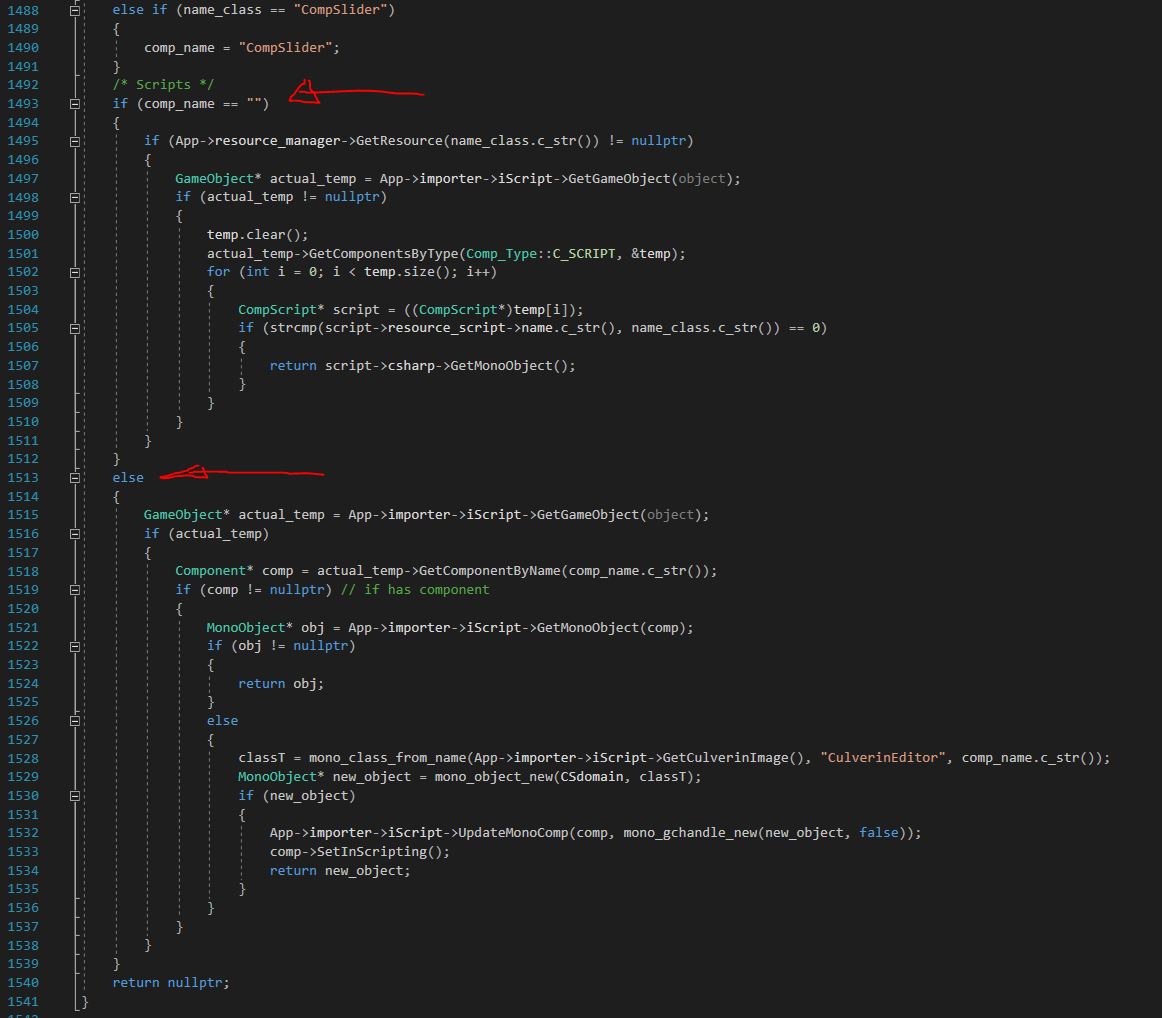 1488 else if (name_class == "CompSlider")
1489 {
1490 comp_name = "CompSlider";
1491 }
1492 /* Scripts */
1493 if (comp_name == "")
1494 {
1495 if (App->resource_manager->GetResource(name_class.c_str()) != nullptr)
1496 {
1497 GameObject* actual_temp = App->importer->iScript->GetGameObject(object);
1498 if (actual_temp != nullptr)
1499 {
1500 temp.clear();
1501 actual_temp->GetComponentsByType(Comp_Type::C_SCRIPT, &temp);
1502 for (int i = 0; i < temp.size(); i++)
1503 {
1504 CompScript* script = ((CompScript*)temp[i]);
1505 if (strcmp(script->resource_script->name.c_str(), name_class.c_str()) == 0)
1506 {
1507 return script->csharp->GetMonoObject();
1508 }
1509 }
1510 }
1511 }
1512 }
1513 else
1514 {
1515 GameObject* actual_temp = App->importer->iScript->GetGameObject(object);
1516 if (actual_temp)
1517 {
1518 Component* comp = actual_temp->GetComponentByName(comp_name.c_str());
1519 if (comp != nullptr) // if has component
1520 {
1521 MonoObject* obj = App->importer->iScript->GetMonoObject(comp);
1522 if (obj != nullptr)
1523 {
1524 return obj;
1525 }
1526 else
1527 {
1528 classT = mono_class_from_name(App->importer->iScript->GetCulverinImage(), "CulverinEditor", comp_name.c_str());
1529 MonoObject* new_object = mono_object_new(CSdomain, classT);
1530 if (new_object)
1531 {
1532 App->importer->iScript->UpdateMonoComp(comp, mono_gchandle_new(new_object, false));
1533 comp->SetInScripting();
1534 return new_object;
1535 }
1536 }
1537 }
1538 }
1539 }
1540 return nullptr;
1541 }